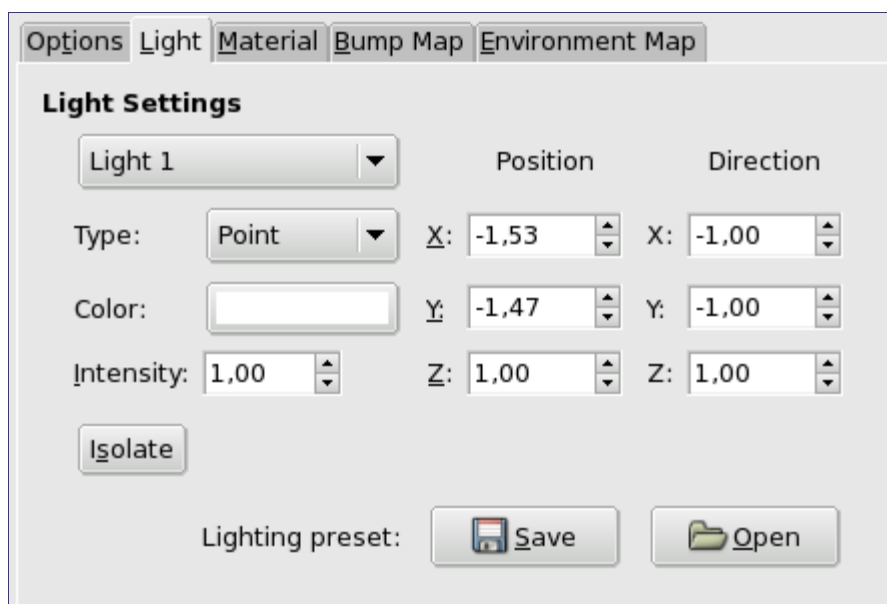 Options Light Material Bump Map Environment Map
Light Settings
Light 1 Position Direction
Type: Point X: -1,53 X: -1,00
Color: Y: -1,47 Y: -1,00
Intensity: 1,00 Z: 1,00 Z: 1,00
Isolate
Lighting preset: Save Open